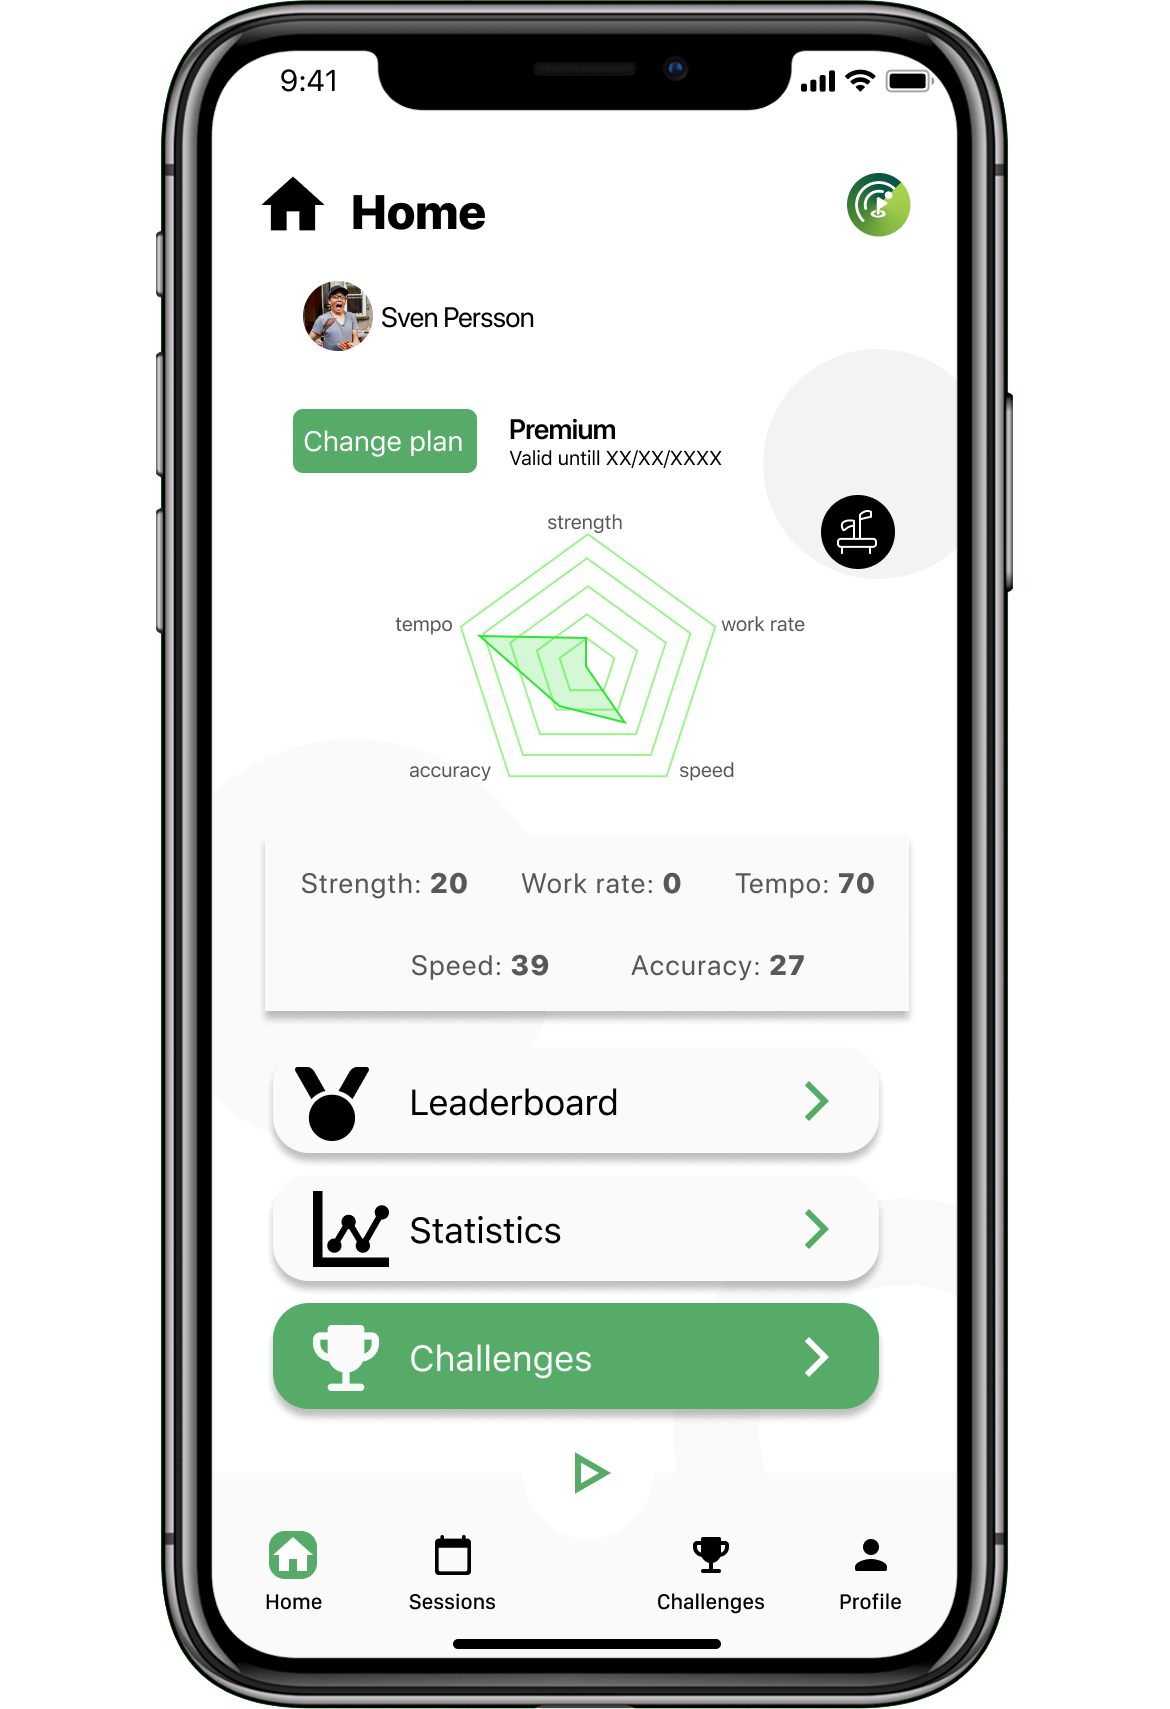 9:41
Home
Sven Persson
Change plan
Premium
Valid untill XX/XX/XXXX
strength
tempo
work rate
accuracy
speed
Strength: 20
Work rate: 0
Tempo: 70
Speed: 39
Accuracy: 27
Leaderboard
Statistics
Challenges
Home
Sessions
Challenges
Profile